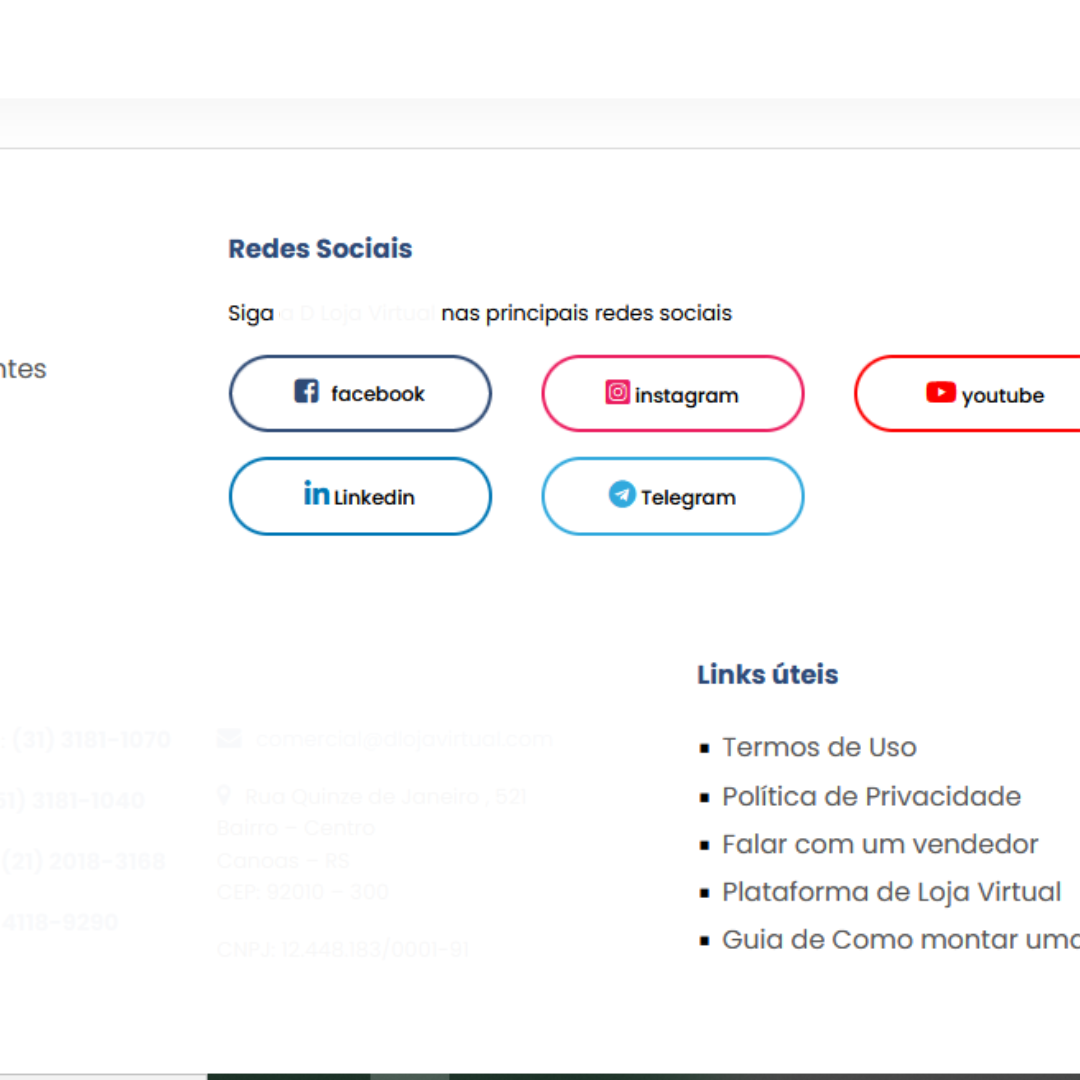 Redes Sociais
Siga a D Loja Virtual nas principais redes sociais
ntes
facebook
instagram
youtube
Linkedin
Telegram
Links úteis
: (31) 3181-1070
comercial@dlojavirtual.com
Termos de Uso
51) 3181-1040
Rua Quinze de Janeiro , 521
Política de Privacidade
Bairro – Centro
(21) 2018-3168
Canoas – RS
Falar com um vendedor
CEP: 92010 – 300
Plataforma de Loja Virtual
4118-9290
CNPJ: 12.448.183/0001-91
Guia de Como montar uma